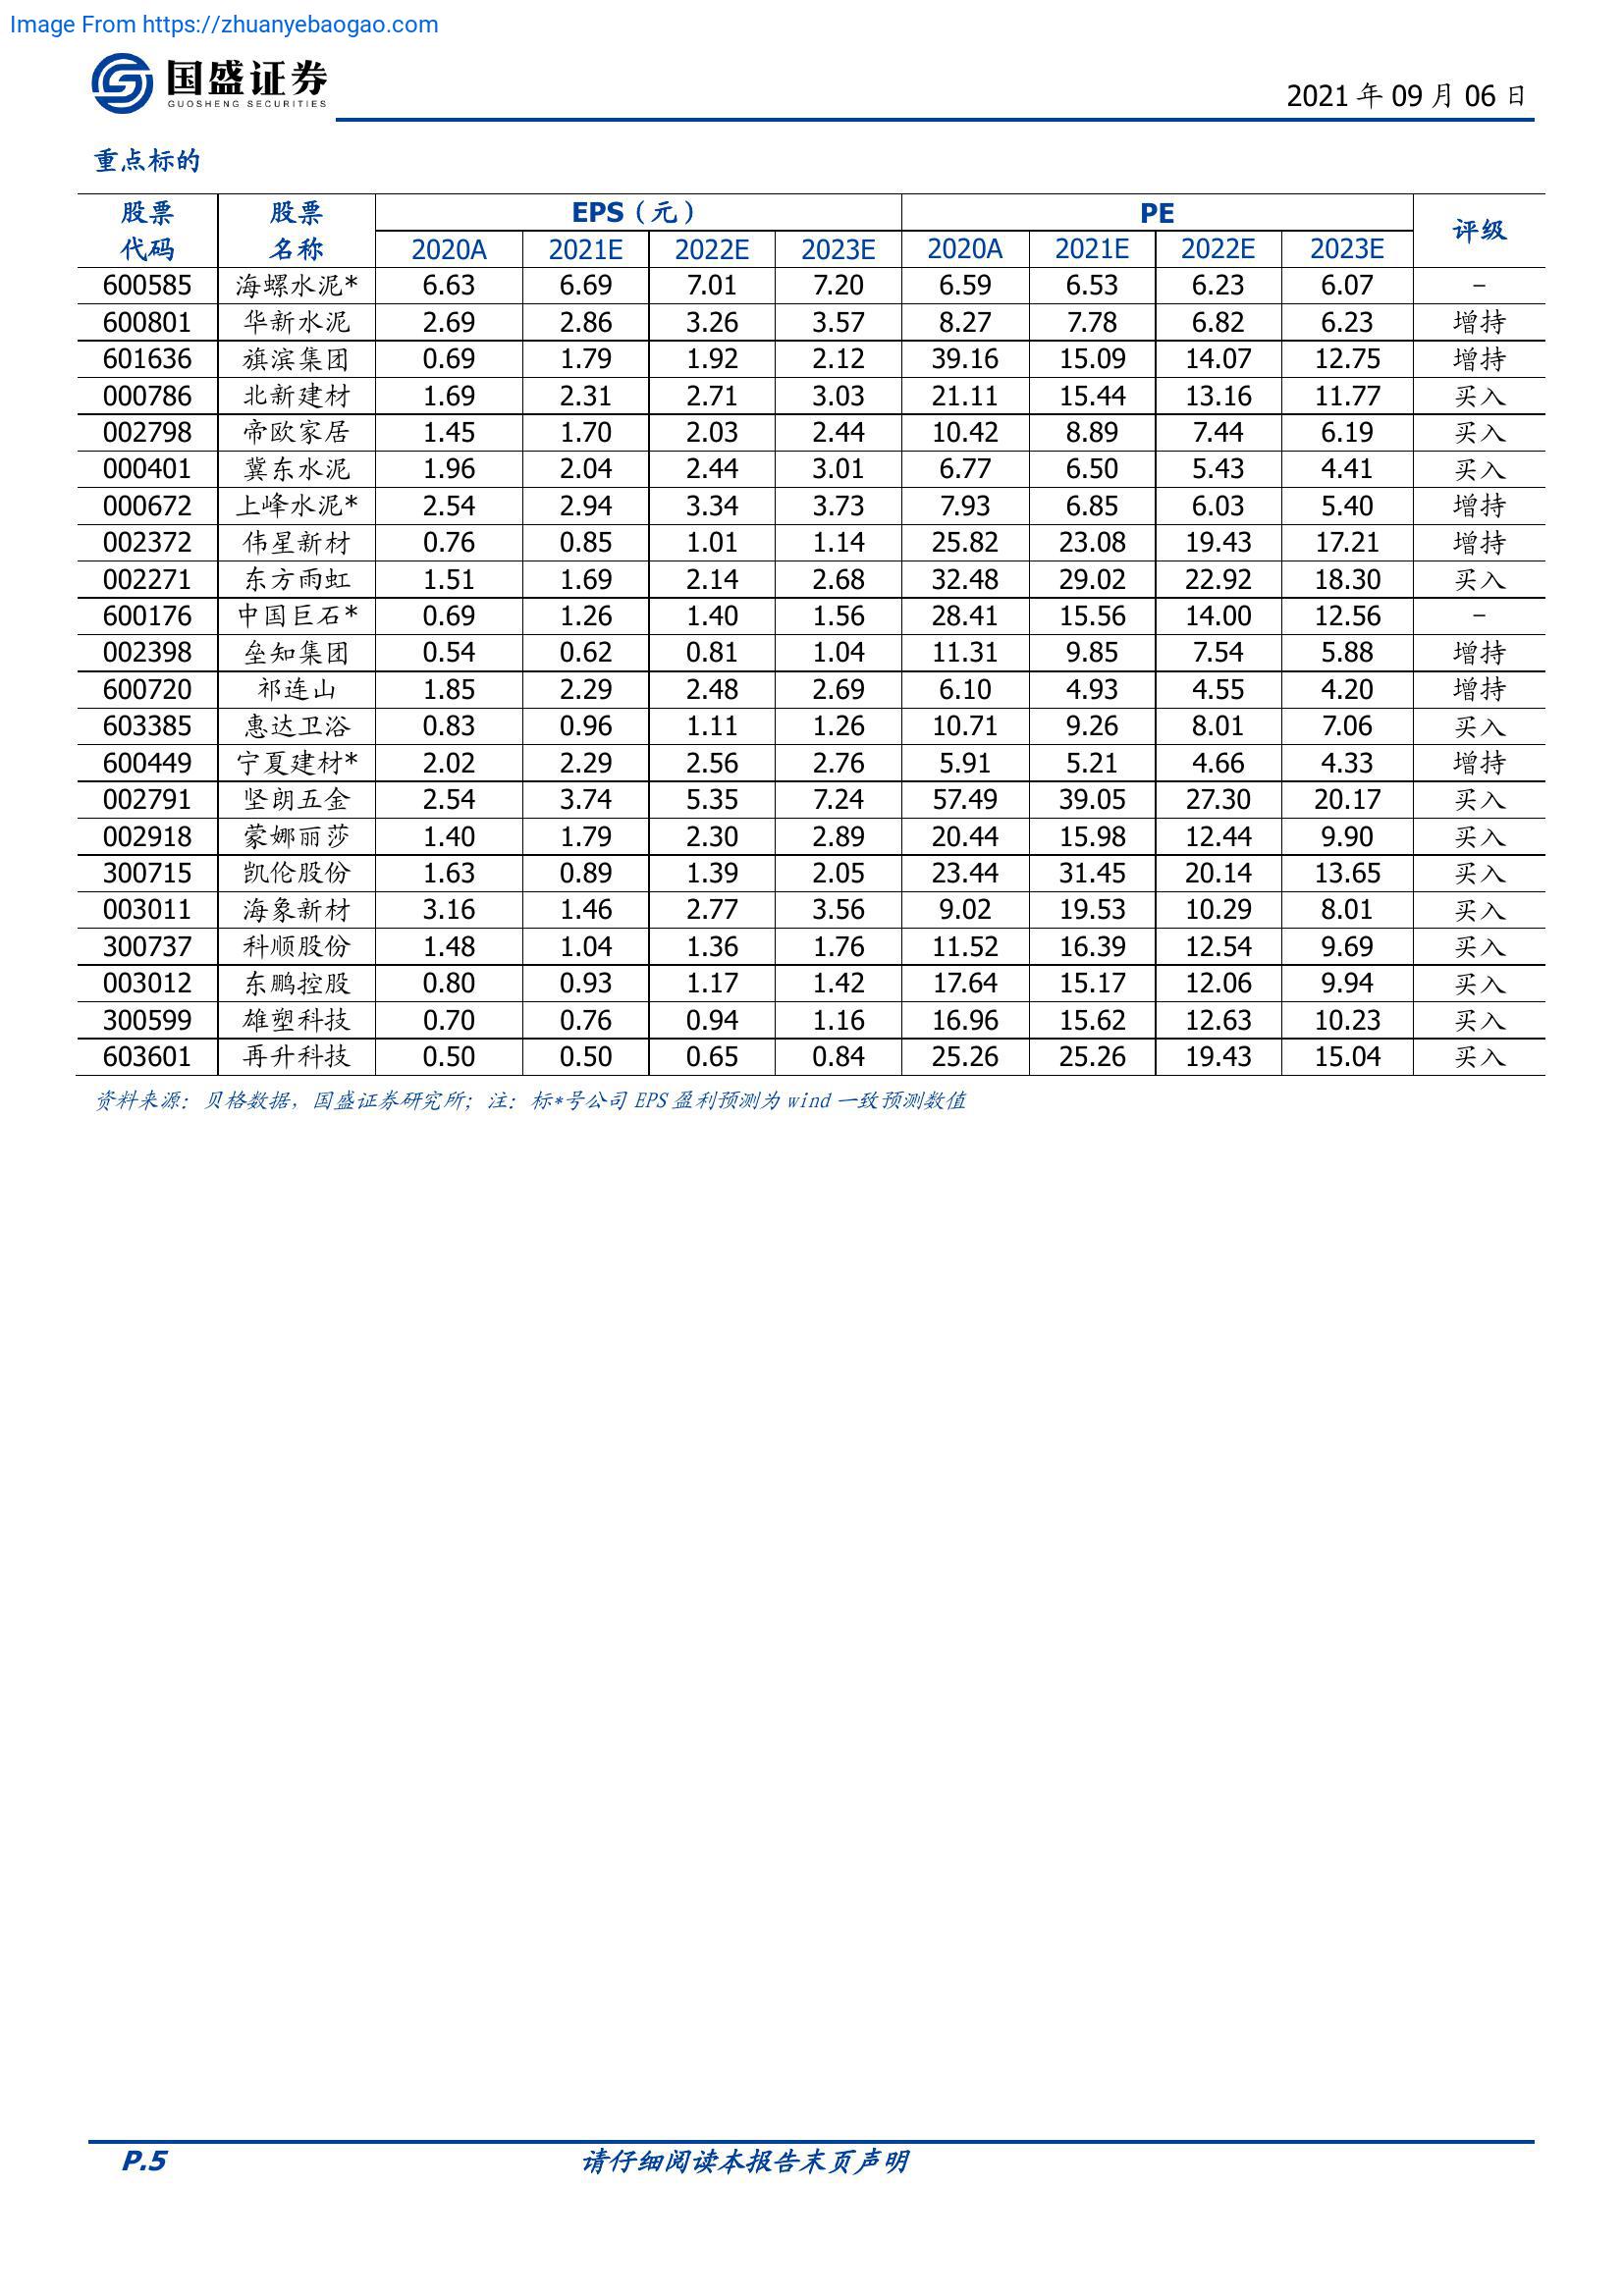 Image From https://zhuanyebaogao.com
国盛证券
GUOSHENG SECURITIES
2021 年 09 月 06 日
重点标的
股票 股票 EPS（元） PE 评级
代码 名称 2020A 2021E 2022E 2023E 2020A 2021E 2022E 2023E
600585 海螺水泥* 6.63 6.69 7.01 7.20 6.59 6.53 6.23 6.07 -
600801 华新水泥 2.69 2.86 3.26 3.57 8.27 7.78 6.82 6.23 增持
601636 旗滨集团 0.69 1.79 1.92 2.12 39.16 15.09 14.07 12.75 增持
000786 北新建材 1.69 2.31 2.71 3.03 21.11 15.44 13.16 11.77 买入
002798 帝欧家居 1.45 1.70 2.03 2.44 10.42 8.89 7.44 6.19 买入
000401 冀东水泥 1.96 2.04 2.44 3.01 6.77 6.50 5.43 4.41 买入
000672 上峰水泥* 2.54 2.94 3.34 3.73 7.93 6.85 6.03 5.40 增持
002372 伟星新材 0.76 0.85 1.01 1.14 25.82 23.08 19.43 17.21 增持
002271 东方雨虹 1.51 1.69 2.14 2.68 32.48 29.02 22.92 18.30 买入
600176 中国巨石* 0.69 1.26 1.40 1.56 28.41 15.56 14.00 12.56 -
002398 垒知集团 0.54 0.62 0.81 1.04 11.31 9.85 7.54 5.88 增持
600720 祁连山 1.85 2.29 2.48 2.69 6.10 4.93 4.55 4.20 增持
603385 惠达卫浴 0.83 0.96 1.11 1.26 10.71 9.26 8.01 7.06 买入
600449 宁夏建材* 2.02 2.29 2.56 2.76 5.91 5.21 4.66 4.33 增持
002791 坚朗五金 2.54 3.74 5.35 7.24 57.49 39.05 27.30 20.17 买入
002918 蒙娜丽莎 1.40 1.79 2.30 2.89 20.44 15.98 12.44 9.90 买入
300715 凯伦股份 1.63 0.89 1.39 2.05 23.44 31.45 20.14 13.65 买入
003011 海象新材 3.16 1.46 2.77 3.56 9.02 19.53 10.29 8.01 买入
300737 科顺股份 1.48 1.04 1.36 1.76 11.52 16.39 12.54 9.69 买入
003012 东鹏控股 0.80 0.93 1.17 1.42 17.64 15.17 12.06 9.94 买入
300599 雄塑科技 0.70 0.76 0.94 1.16 16.96 15.62 12.63 10.23 买入
603601 再升科技 0.50 0.50 0.65 0.84 25.26 25.26 19.43 15.04 买入
资料来源：贝格数据，国盛证券研究所；注：标*号公司 EPS 盈利预测为 wind 一致预测数值
P.5 请仔细阅读本报告末页声明